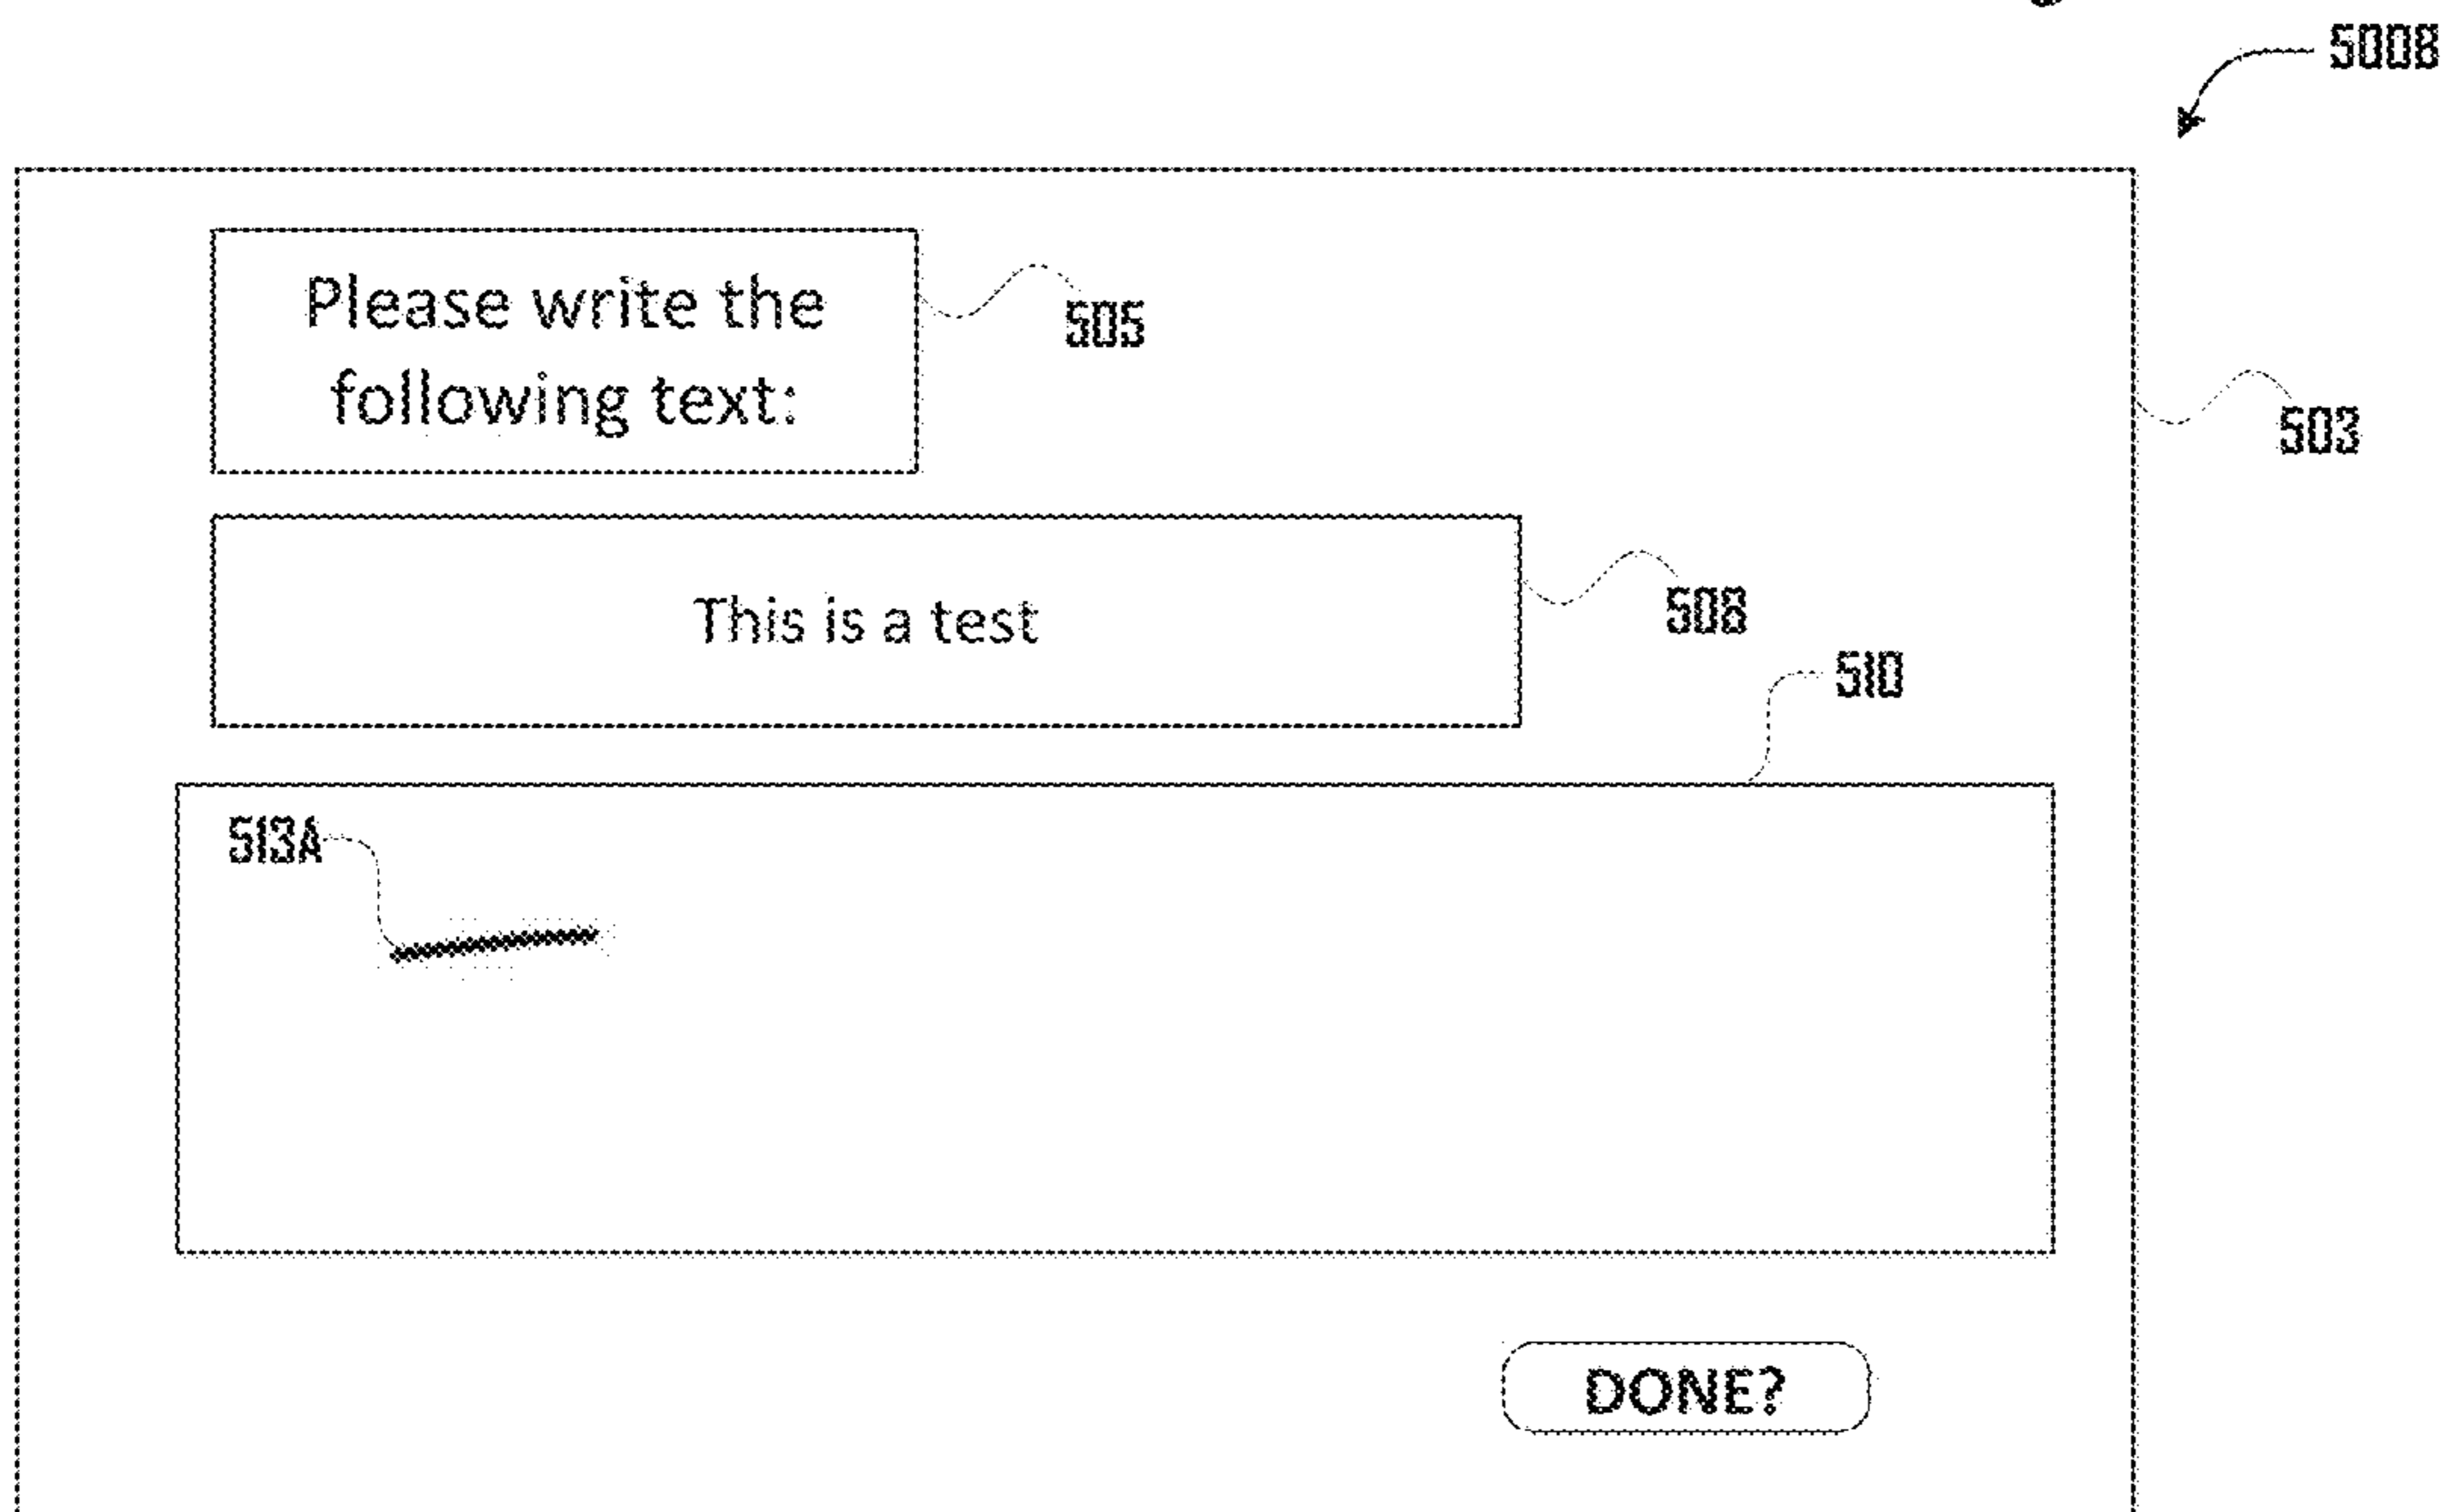 500B
Please write the
following text:
505
503
This is a test
508
510
513A
DONE?